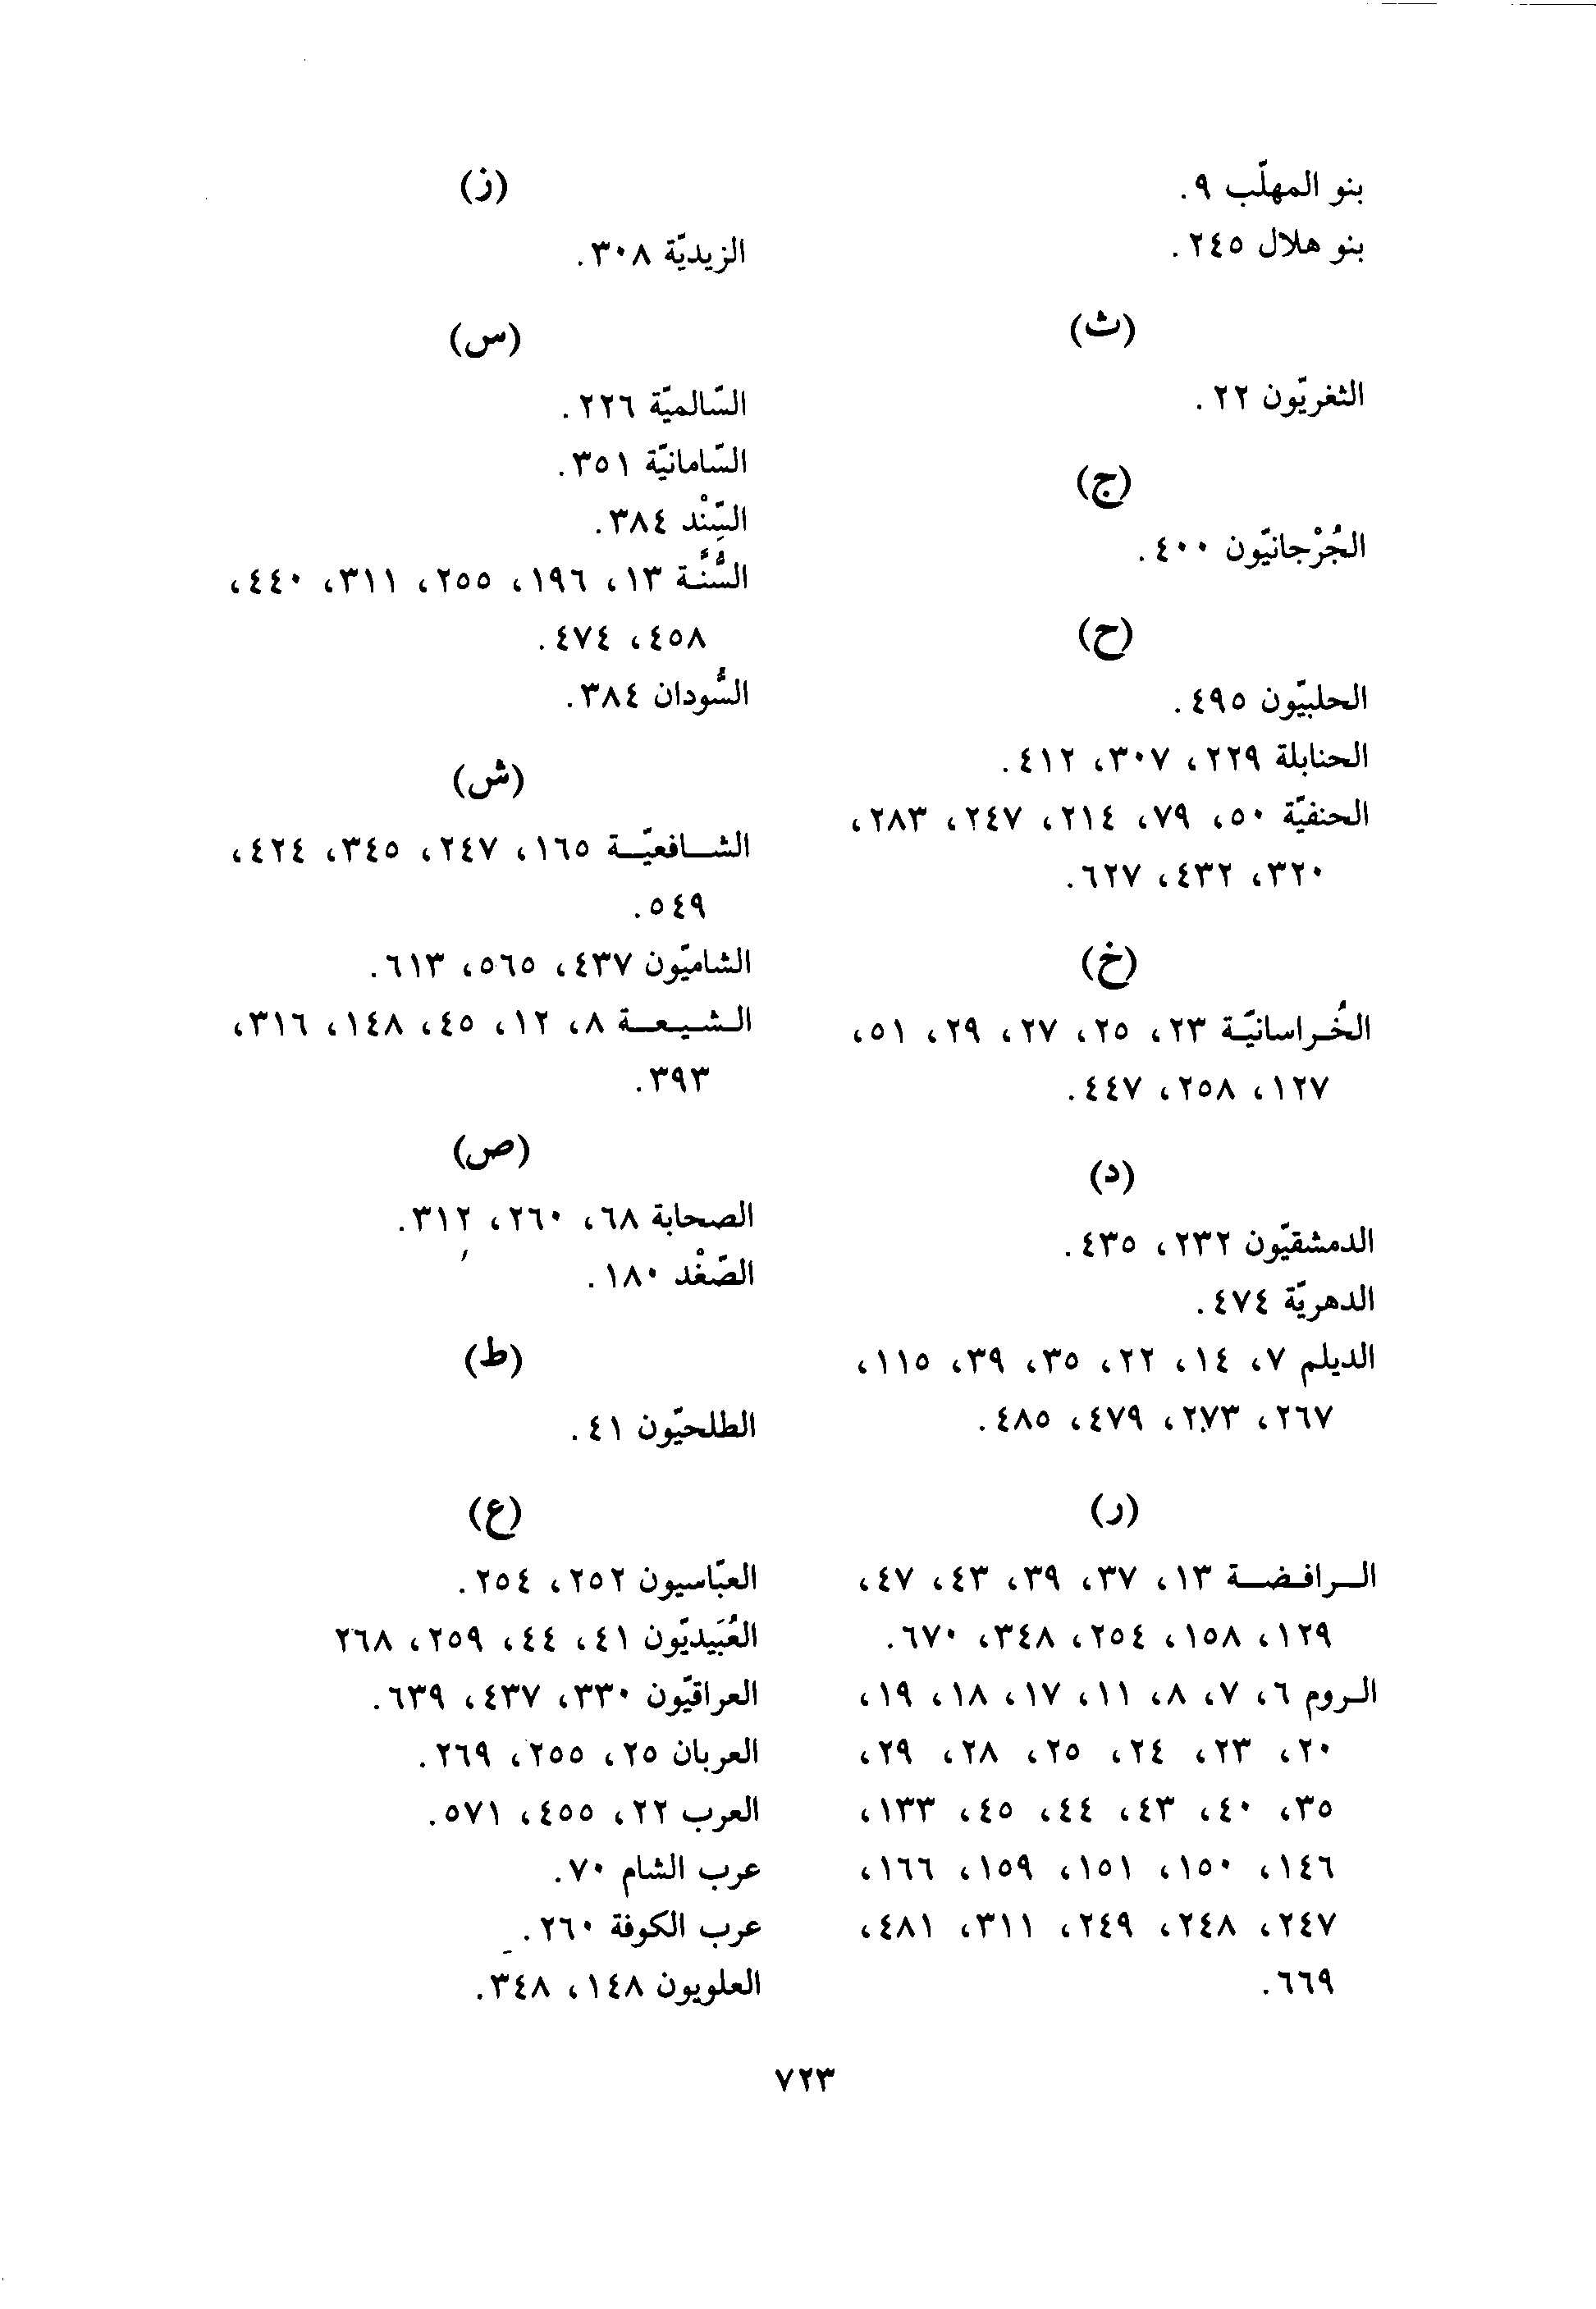 بنو المهلّب ٩.
بنو هلال ٢٤٥.
(ث)
الثغريّون ٢٢.
(ج)
الجُرْجانيّون ٤٠٠.
(ح)
الحلبيّون ٤٩٥.
الحنابلة ٢٢٩، ٣٠٧، ٤١٢.
الحنفيّة ٥٠، ٧٩، ٢١٤، ٢٤٧، ٢٨٣،
٣٢٠، ٤٣٢، ٦٢٧.
(خ)
الخُراسانيّة ٢٣، ٢٥، ٢٧، ٢٩، ٥١،
١٢٧، ٢٥٨، ٤٤٧.
(د)
الدمشقيّون ٢٣٢، ٤٣٥.
الدهريّة ٤٧٤.
الديلم ٧، ١٤، ٢٢، ٣٥، ٣٩، ١١٥،
٢٦٧، ٢٧٣، ٤٧٩، ٤٨٥.
(ر)
الرافضة ١٣، ٣٧، ٣٩، ٤٣، ٤٧،
١٢٩، ١٥٨، ٢٥٤، ٣٤٨، ٦٧٠.
الروم ٦، ٧، ٨، ١١، ١٧، ١٨، ١٩،
٢٠، ٢٣، ٢٤، ٢٥، ٢٨، ٢٩،
٣٥، ٤٠، ٤٣، ٤٤، ٤٥، ١٣٣،
١٤٦، ١٥٠، ١٥١، ١٥٩، ١٦٦،
٢٤٧، ٢٤٨، ٢٤٩، ٣١١، ٤٨١،
٦٦٩.
(ز)
الزيديّة ٣٠٨.
(س)
السّالميّة ٢٢٦.
السّامانيّة ٣٥١.
السِّنْد ٣٨٤.
السُّنَّة ١٣، ١٩٦، ٢٥٥، ٣١١، ٤٤٠،
٤٥٨، ٤٧٤.
السُّودان ٣٨٤.
(ش)
الشافعيّة ١٦٥، ٢٤٧، ٣٤٥، ٤٢٤،
٥٤٩.
الشاميّون ٤٣٧، ٥٦٥، ٦١٣.
الشيعة ٨، ١٢، ٤٥، ١٤٨، ٣١٦،
٣٩٣.
(ص)
الصحابة ٦٨، ٢٦٠، ٣١٢.
الصّغْد ١٨٠.
(ط)
الطلحيّون ٤١.
(ع)
العبّاسيون ٢٥٢، ٢٥٤.
العُبَيديّون ٤١، ٤٤، ٢٥٩، ٢٦٨
العراقيّون ٣٣٠، ٤٣٧، ٦٣٩.
العربان ٢٥، ٢٥٥، ٢٦٩.
العرب ٢٢، ٤٥٥، ٥٧١.
عرب الشام ٧٠.
عرب الكوفة ٢٦٠.
العلويون ١٤٨، ٣٤٨.
٧٢٣